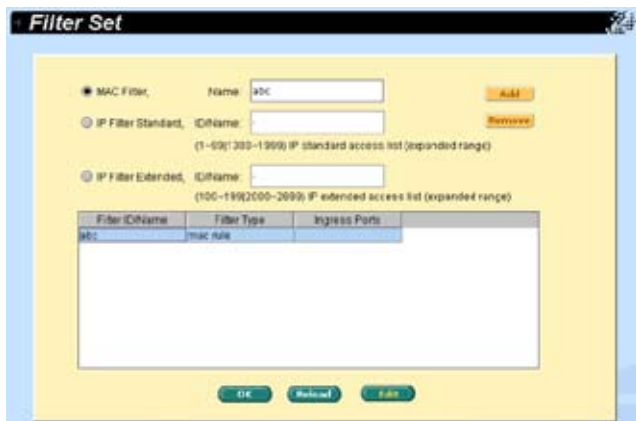 Filter Set
MAC Filter, Name: abc Add
IP Filter Standard, ID/Name: - Remove
(1~99|1300~1999) IP standard access list (expanded range)
IP Filter Extended, ID/Name: -
(100~199|2000~2699) IP extended access list (expanded range)
Filter ID/Name Filter Type Ingress Ports
abc mac rule
OK Reload Edit